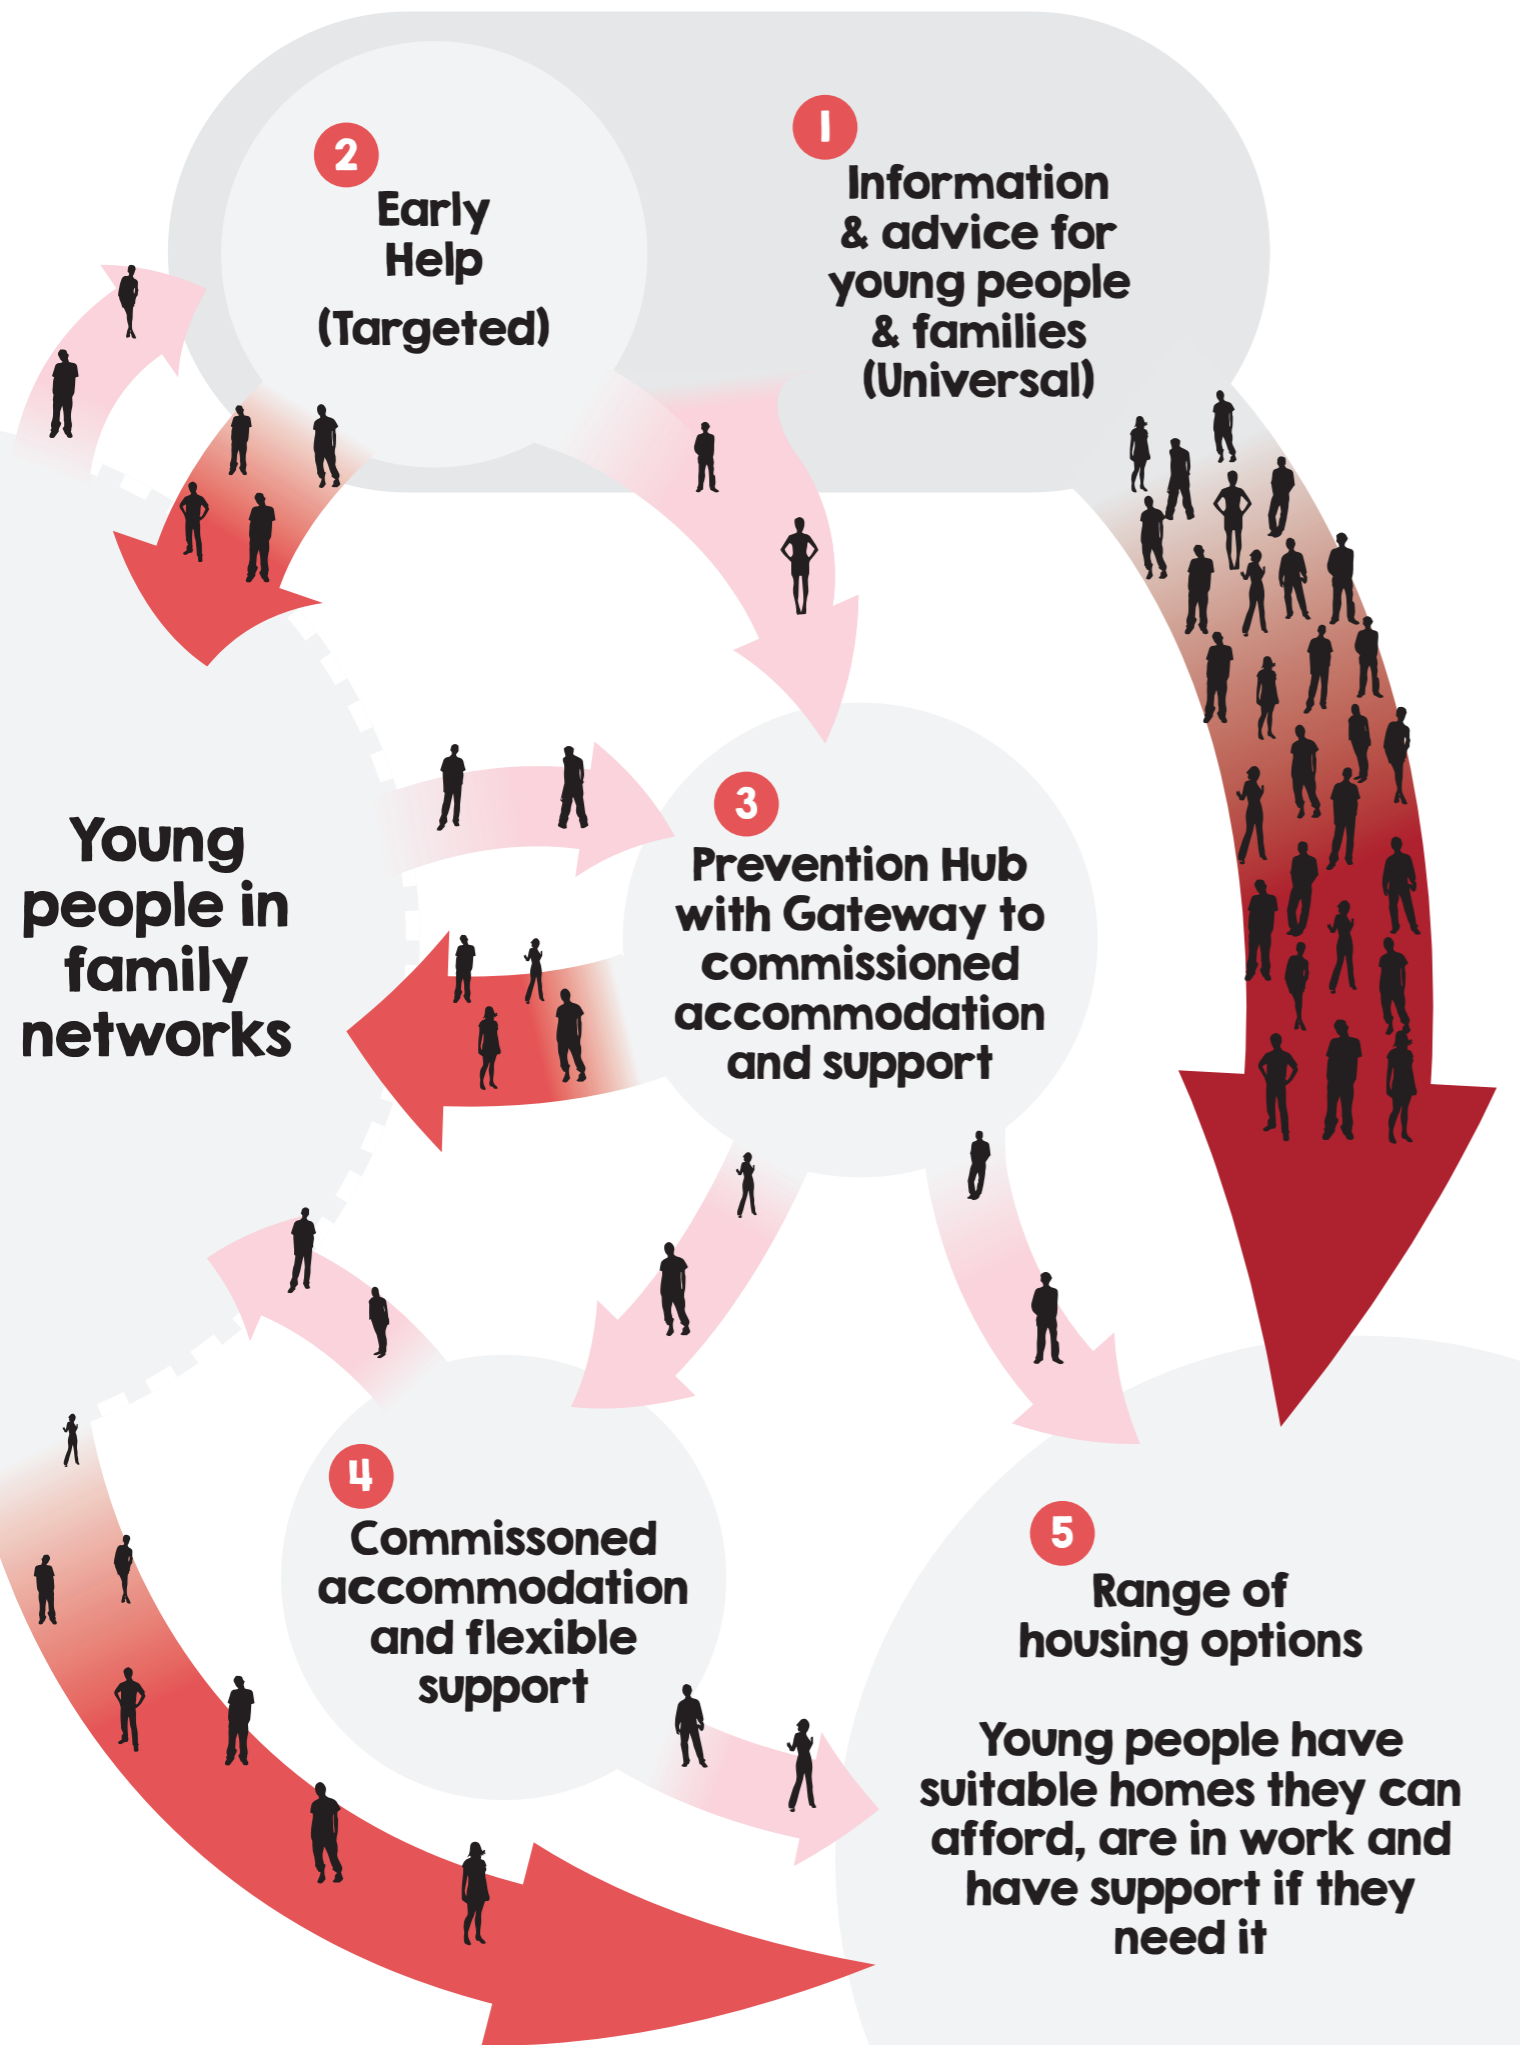 1
Information
& advice for
young people
& families
(Universal)
2
Early
Help
(Targeted)
Young
people in
family
networks
3
Prevention Hub
with Gateway to
commissioned
accommodation
and support
4
Commissoned
accommodation
and flexible
support
5
Range of
housing options
Young people have
suitable homes they can
afford, are in work and
have support if they
need it